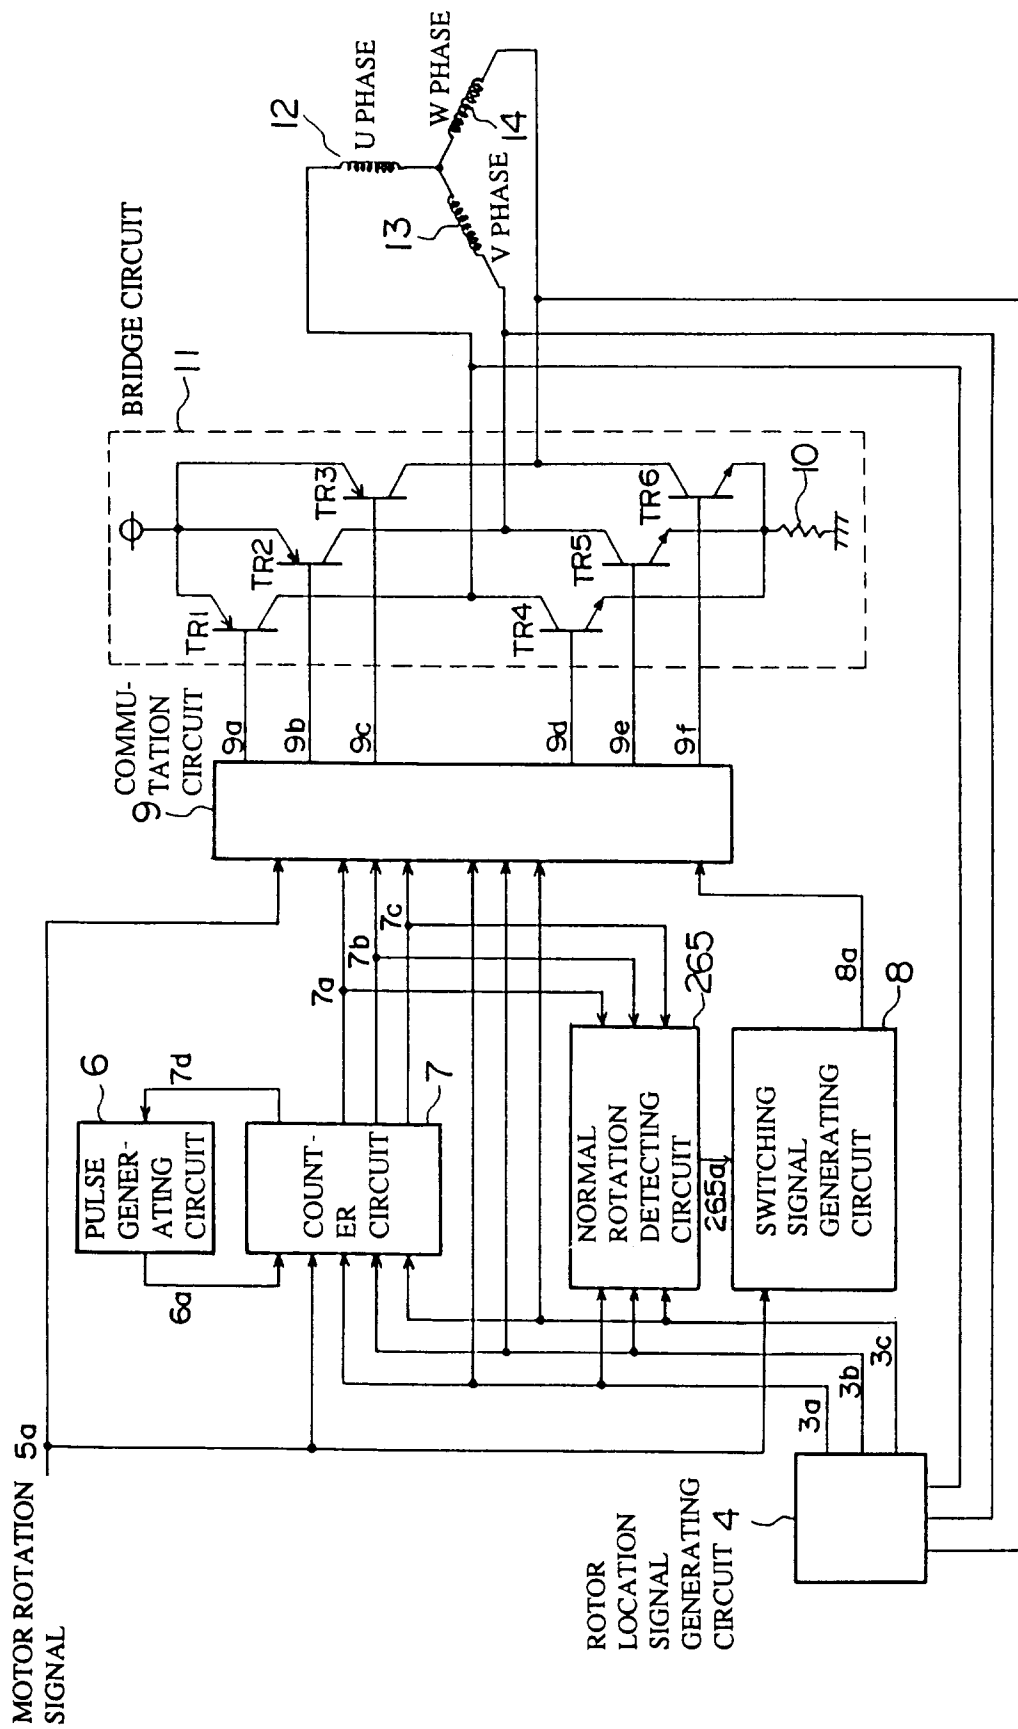 MOTOR ROTATION 5a
SIGNAL
PULSE
GENER-
ATING
CIRCUIT
6
6a
7d
COUNT-
ER
CIRCUIT
7
7a
7b
7c
NORMAL
ROTATION
DETECTING
CIRCUIT
265
265a
SWITCHING
SIGNAL
GENERATING
CIRCUIT
8
8a
ROTOR
LOCATION
SIGNAL
GENERATING
CIRCUIT 4
3a
3b
3c
COMMU-
TATION
CIRCUIT
9
9a
9b
9c
9d
9e
9f
BRIDGE CIRCUIT
11
TR1
TR2
TR3
TR4
TR5
TR6
10
12
U PHASE
13
V PHASE
W PHASE
14